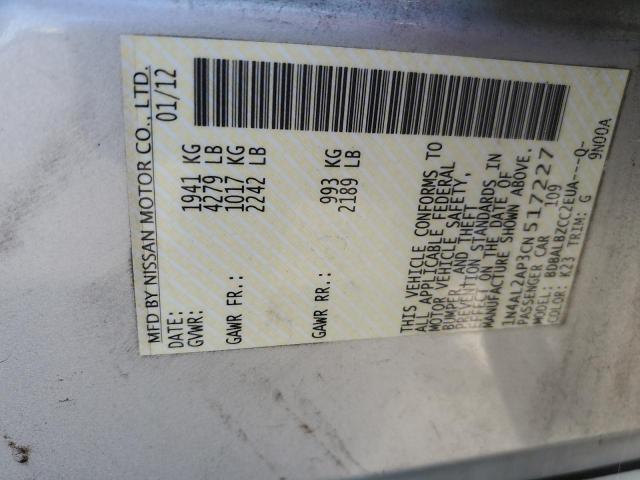 MFD BY NISSAN MOTOR CO., LTD.
DATE: 01/12
GVWR: 1941 KG
4279 LB
GAWR FR.: 1017 KG
2242 LB
GAWR RR.: 993 KG
2189 LB
THIS VEHICLE CONFORMS TO
ALL APPLICABLE FEDERAL
MOTOR VEHICLE SAFETY,
BUMPER, AND THEFT
PREVENTION STANDARDS IN
EFFECT ON THE DATE OF
MANUFACTURE SHOWN ABOVE.
1N4AL2AP3CN517227
PASSENGER CAR 109
MODEL: BDBALBZCC2EUA---Q-
COLOR: K23 TRIM: G 9N00A